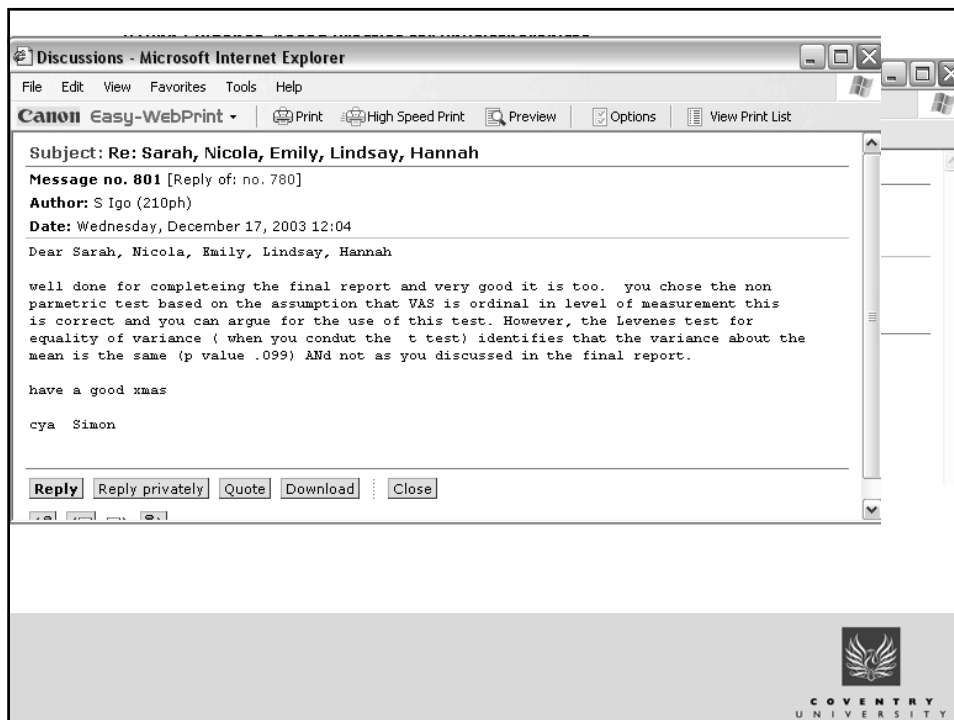 Discussions - Microsoft Internet Explorer
File Edit View Favorites Tools Help
Canon Easy-WebPrint Print High Speed Print Preview Options View Print List
Subject: Re: Sarah, Nicola, Emily, Lindsay, Hannah
Message no. 801 [Reply of: no. 780]
Author: S Igo (210ph)
Date: Wednesday, December 17, 2003 12:04
Dear Sarah, Nicola, Emily, Lindsay, Hannah
well done for completeing the final report and very good it is too. you chose the non
parmetric test based on the assumption that VAS is ordinal in level of measurement this
is correct and you can argue for the use of this test. However, the Levenes test for
equality of variance ( when you condut the t test) identifies that the variance about the
mean is the same (p value .099) ANd not as you discussed in the final report.
have a good xmas
cya Simon
Reply Reply privately Quote Download Close
COVENTRY
UNIVERSITY